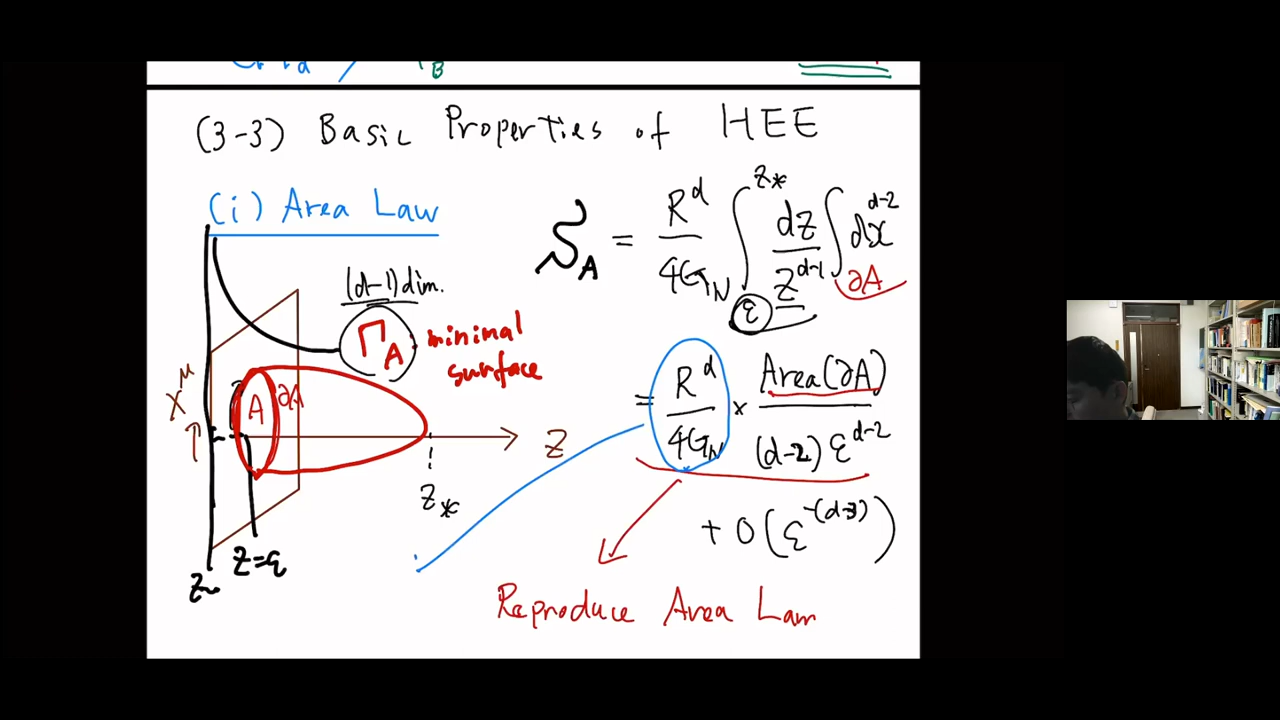 (3-3) Basic Properties of HEE
(i) Area Law
S_A = R^d / 4G_N ∫_ε^{z*} dz / z^{d-1} ∫_{∂A} dx^{d-2}
(d-1) dim.
Γ_A minimal
surface
= R^d / 4G_N × Area(∂A) / (d-2) ε^{d-2}
x^μ
A ∂A
z
z*
+ O(ε^{-(d-3)})
z=ε
Reproduce Area Law